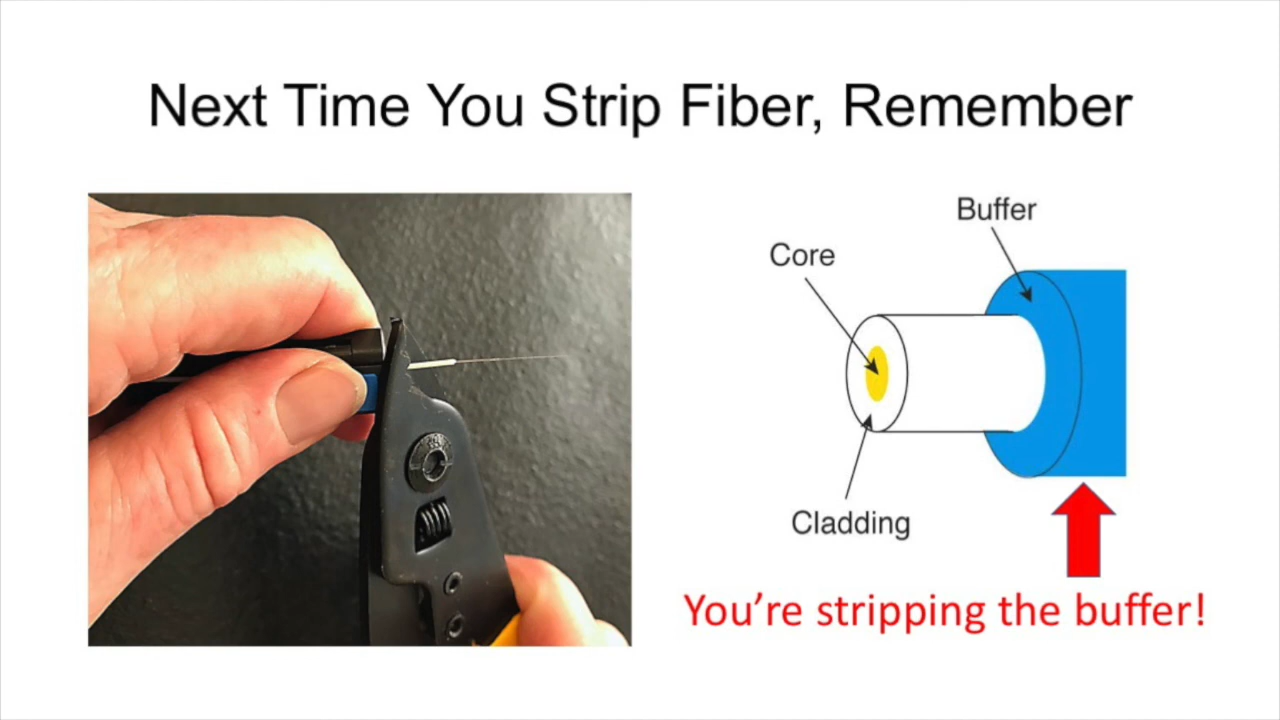 Next Time You Strip Fiber, Remember
Buffer
Core
Cladding
You’re stripping the buffer!